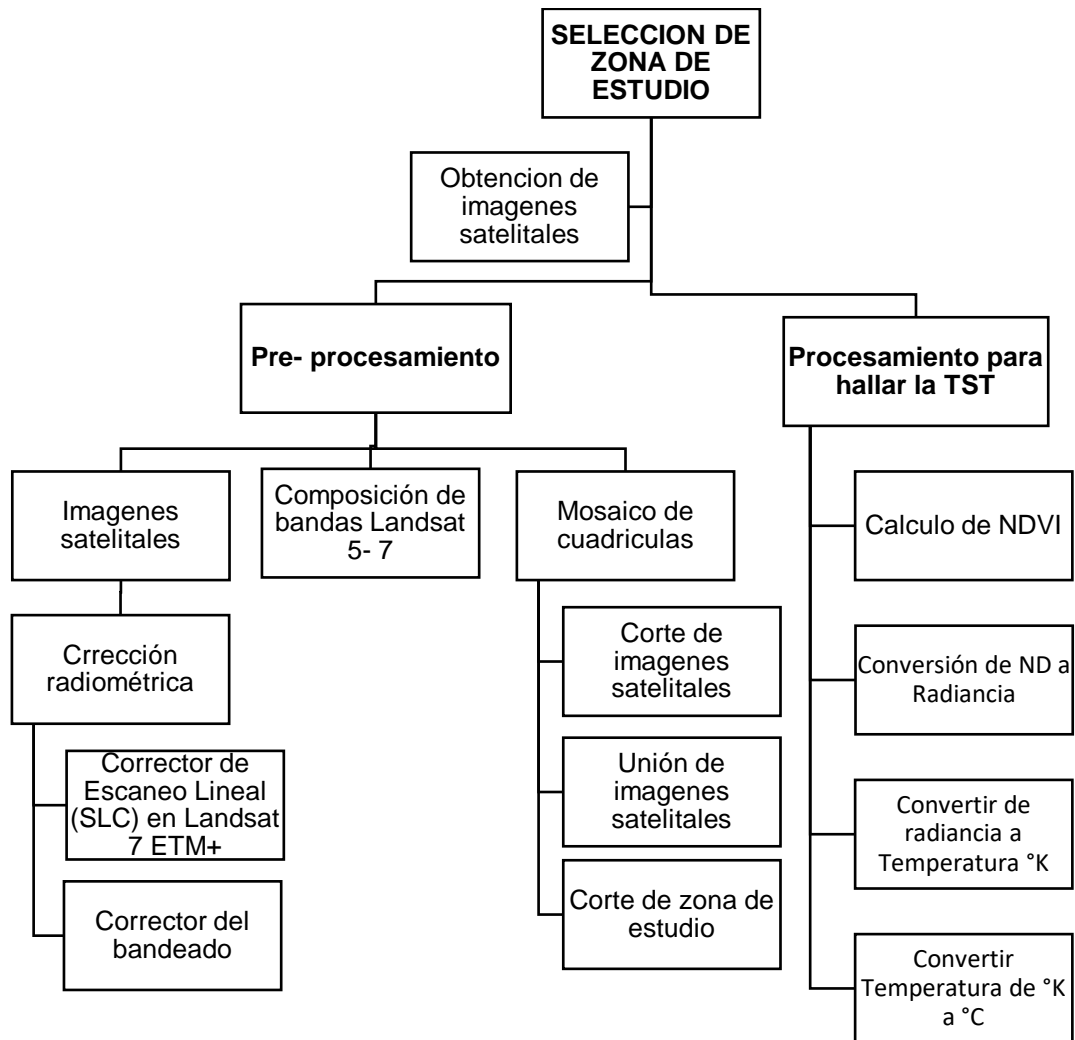 SELECCION DE
ZONA DE
ESTUDIO
Obtencion de
imagenes
satelitales
Pre- procesamiento
Procesamiento para
hallar la TST
Imagenes
satelitales
Composición de
bandas Landsat
5- 7
Mosaico de
cuadriculas
Calculo de NDVI
Crrección
radiométrica
Corte de
imagenes
satelitales
Conversión de ND a
Radiancia
Corrector de
Escaneo Lineal
(SLC) en Landsat
7 ETM+
Unión de
imagenes
satelitales
Convertir de
radiancia a
Temperatura °K
Corrector del
bandeado
Corte de zona de
estudio
Convertir
Temperatura de °K
a °C